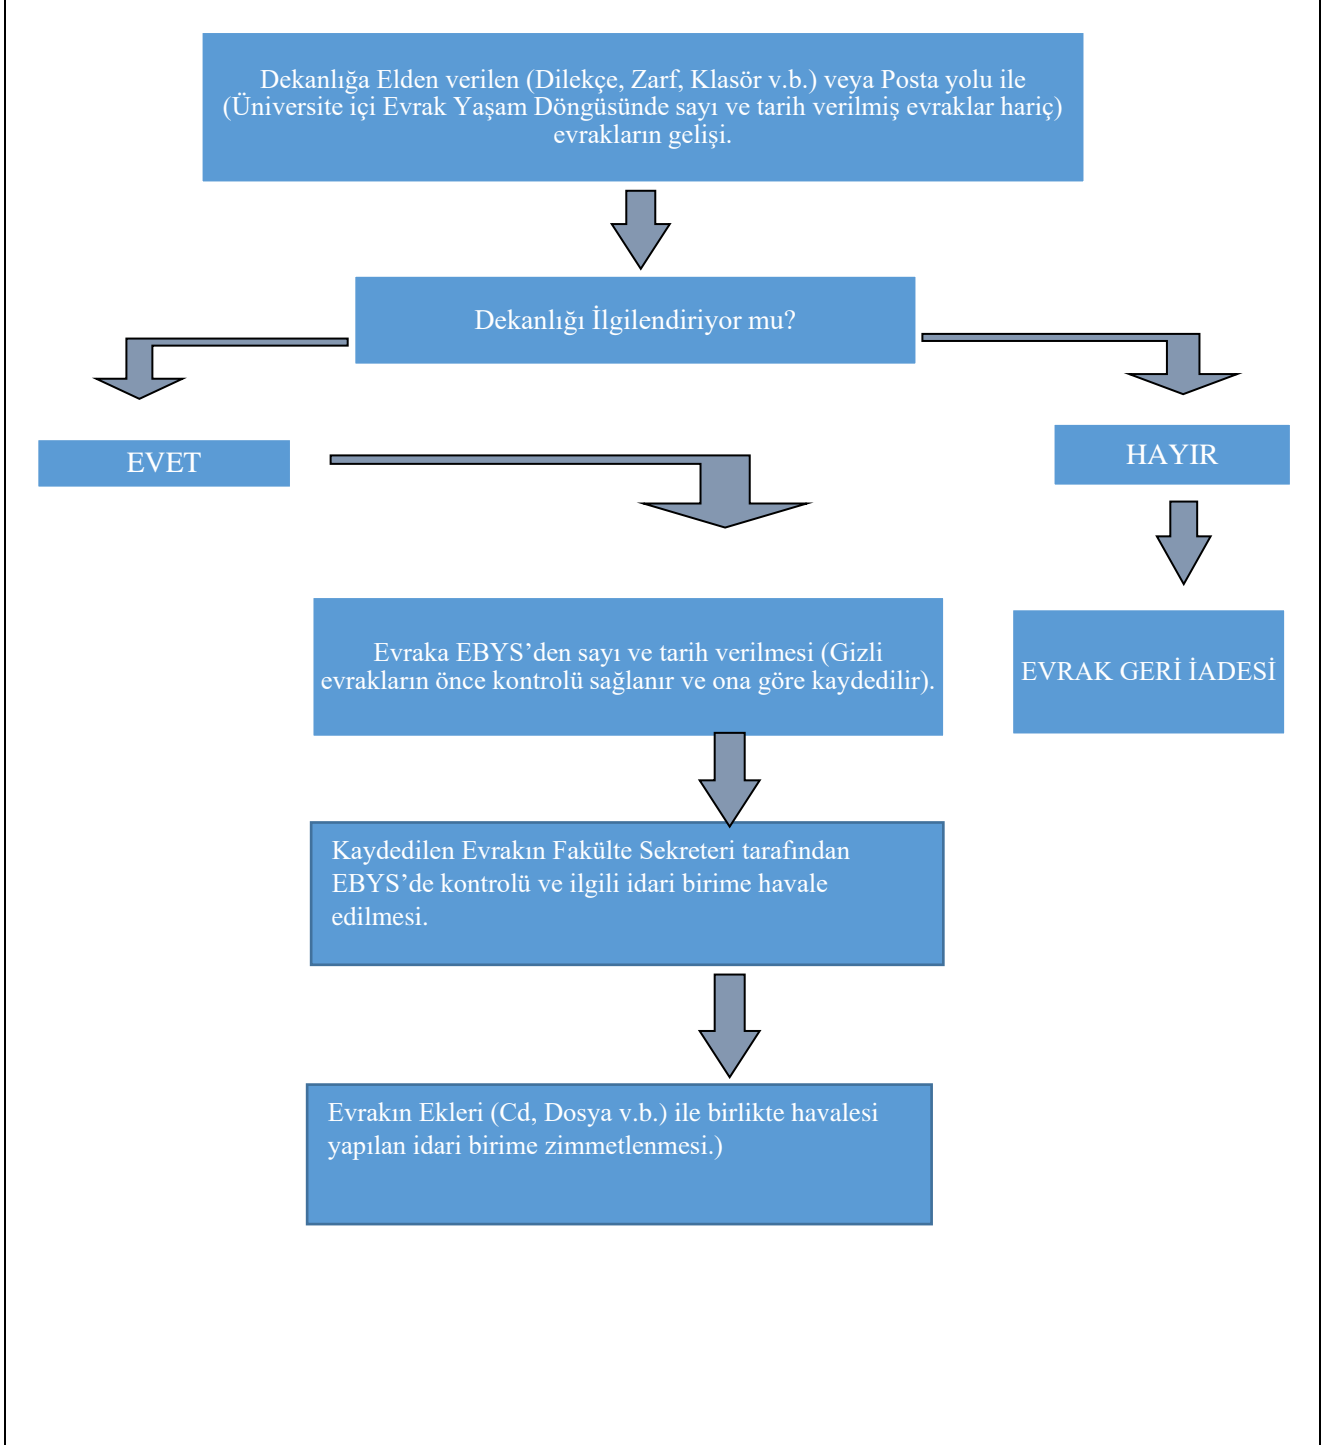 Dekanlığa Elden verilen (Dilekçe, Zarf, Klasör v.b.) veya Posta yolu ile
(Üniversite içi Evrak Yaşam Döngüsünde sayı ve tarih verilmiş evraklar hariç)
evrakların gelişi.
Dekanlığı İlgilendiriyor mu?
EVET
HAYIR
Evraka EBYS’den sayı ve tarih verilmesi (Gizli
evrakların önce kontrolü sağlanır ve ona göre kaydedilir).
EVRAK GERİ İADESİ
Kaydedilen Evrakın Fakülte Sekreteri tarafından
EBYS’de kontrolü ve ilgili idari birime havale
edilmesi.
Evrakın Ekleri (Cd, Dosya v.b.) ile birlikte havalesi
yapılan idari birime zimmetlenmesi.)